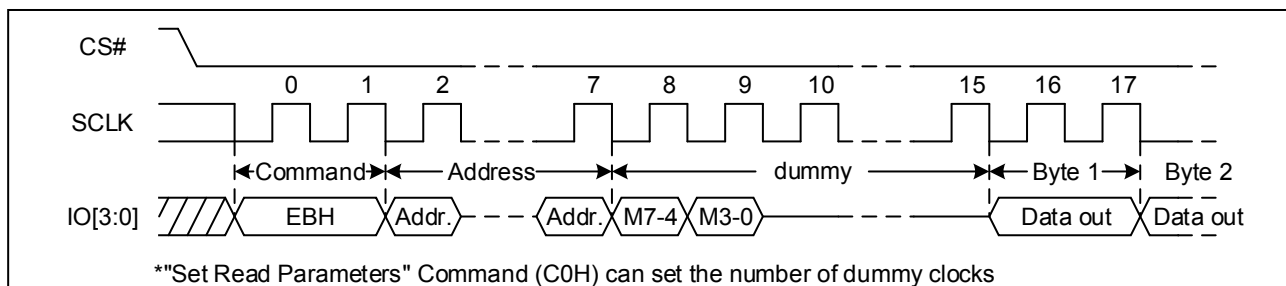 CS#
0 1 2 7 8 9 10 15 16 17
SCLK
Command Address dummy Byte 1 Byte 2
IO[3:0] EBH Addr. Addr. M7-4 M3-0 Data out Data out
*"Set Read Parameters" Command (C0H) can set the number of dummy clocks